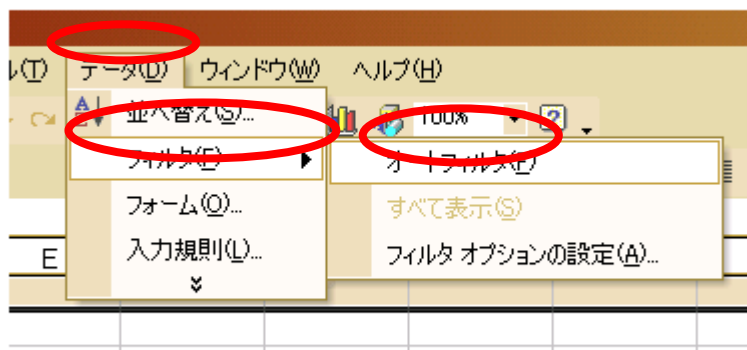 ル(T) データ(D) ウィンドウ(W) ヘルプ(H)
並べ替え(S)... 100%
フィルタ(F) オートフィルタ(F)
フォーム(O)... すべて表示(S)
E 入力規則(L)... フィルタ オプションの設定(A)...